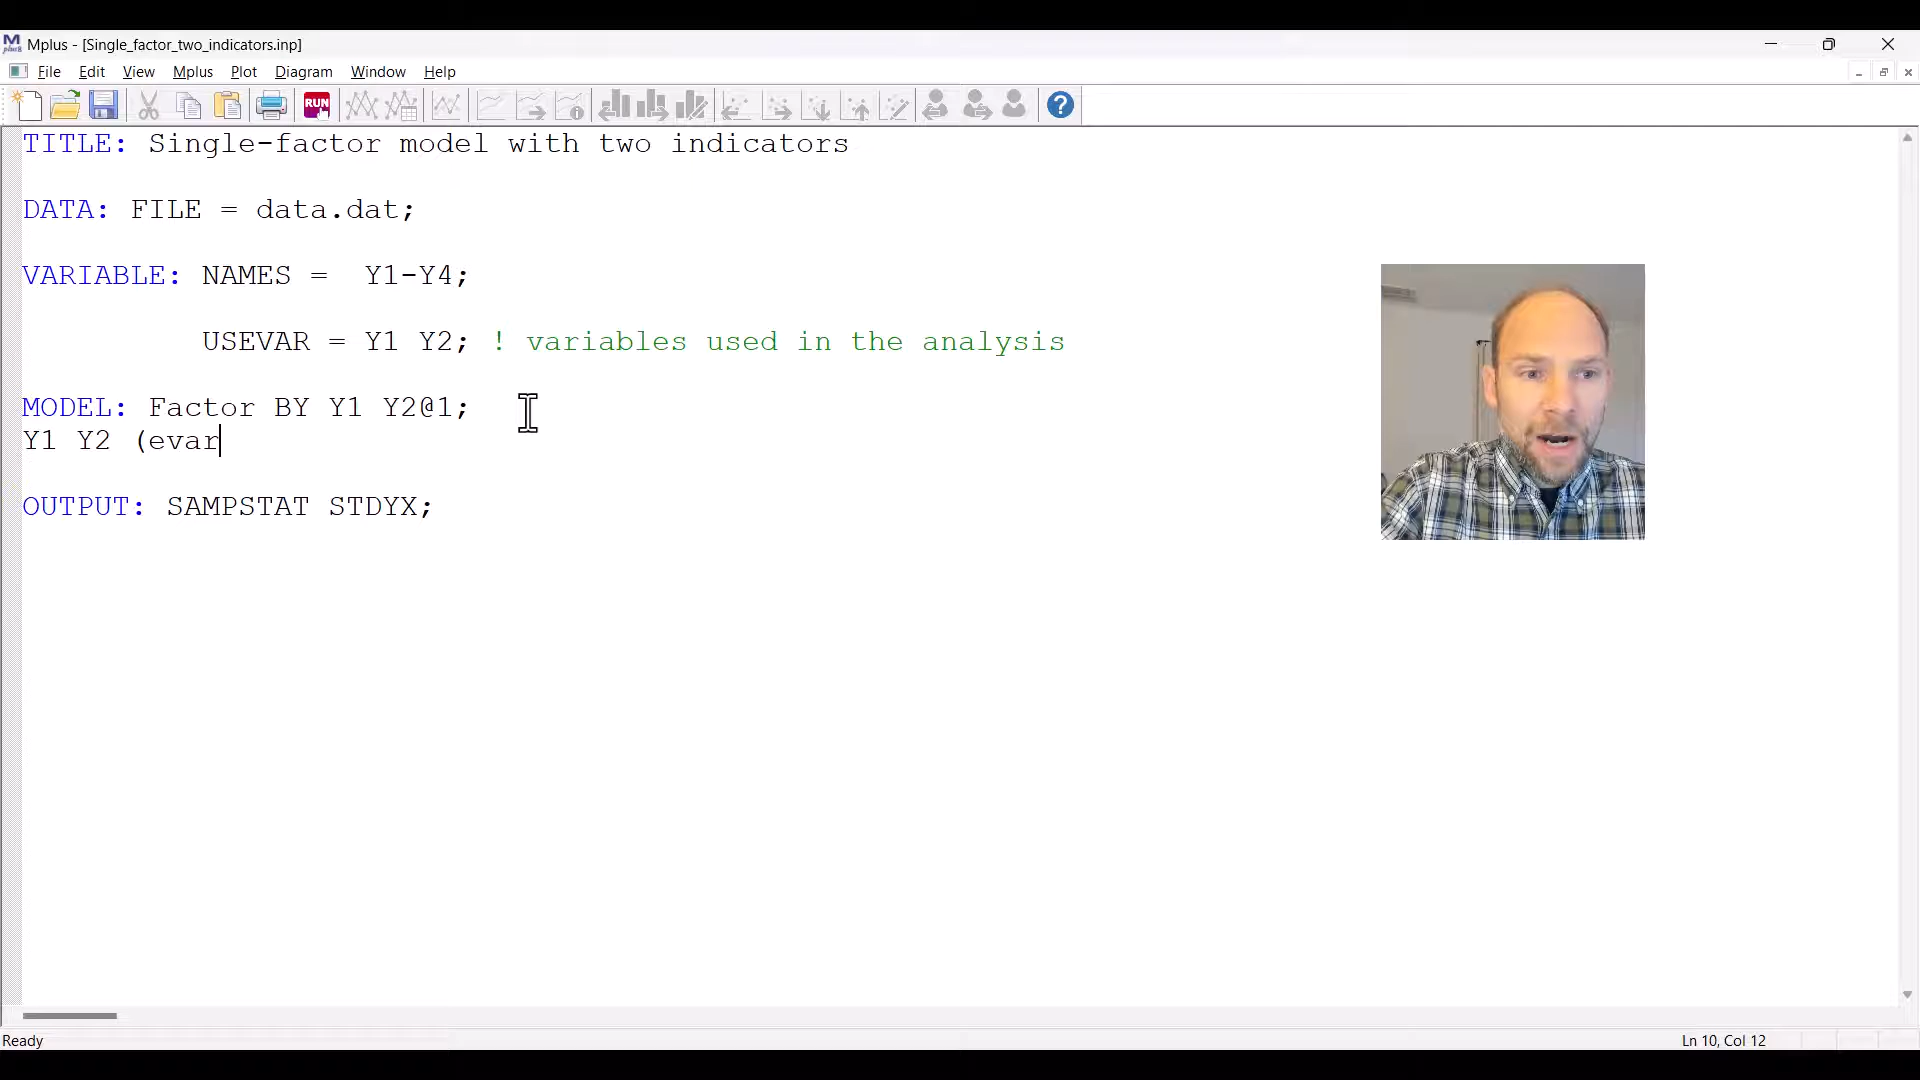 Mplus - [Single_factor_two_indicators.inp]
File Edit View Mplus Plot Diagram Window Help
RUN
TITLE: Single-factor model with two indicators
DATA: FILE = data.dat;
VARIABLE: NAMES =  Y1-Y4;
USEVAR = Y1 Y2; ! variables used in the analysis
MODEL: Factor BY Y1 Y2@1;
Y1 Y2 (evar
OUTPUT: SAMPSTAT STDYX;
Ready
Ln 10, Col 12